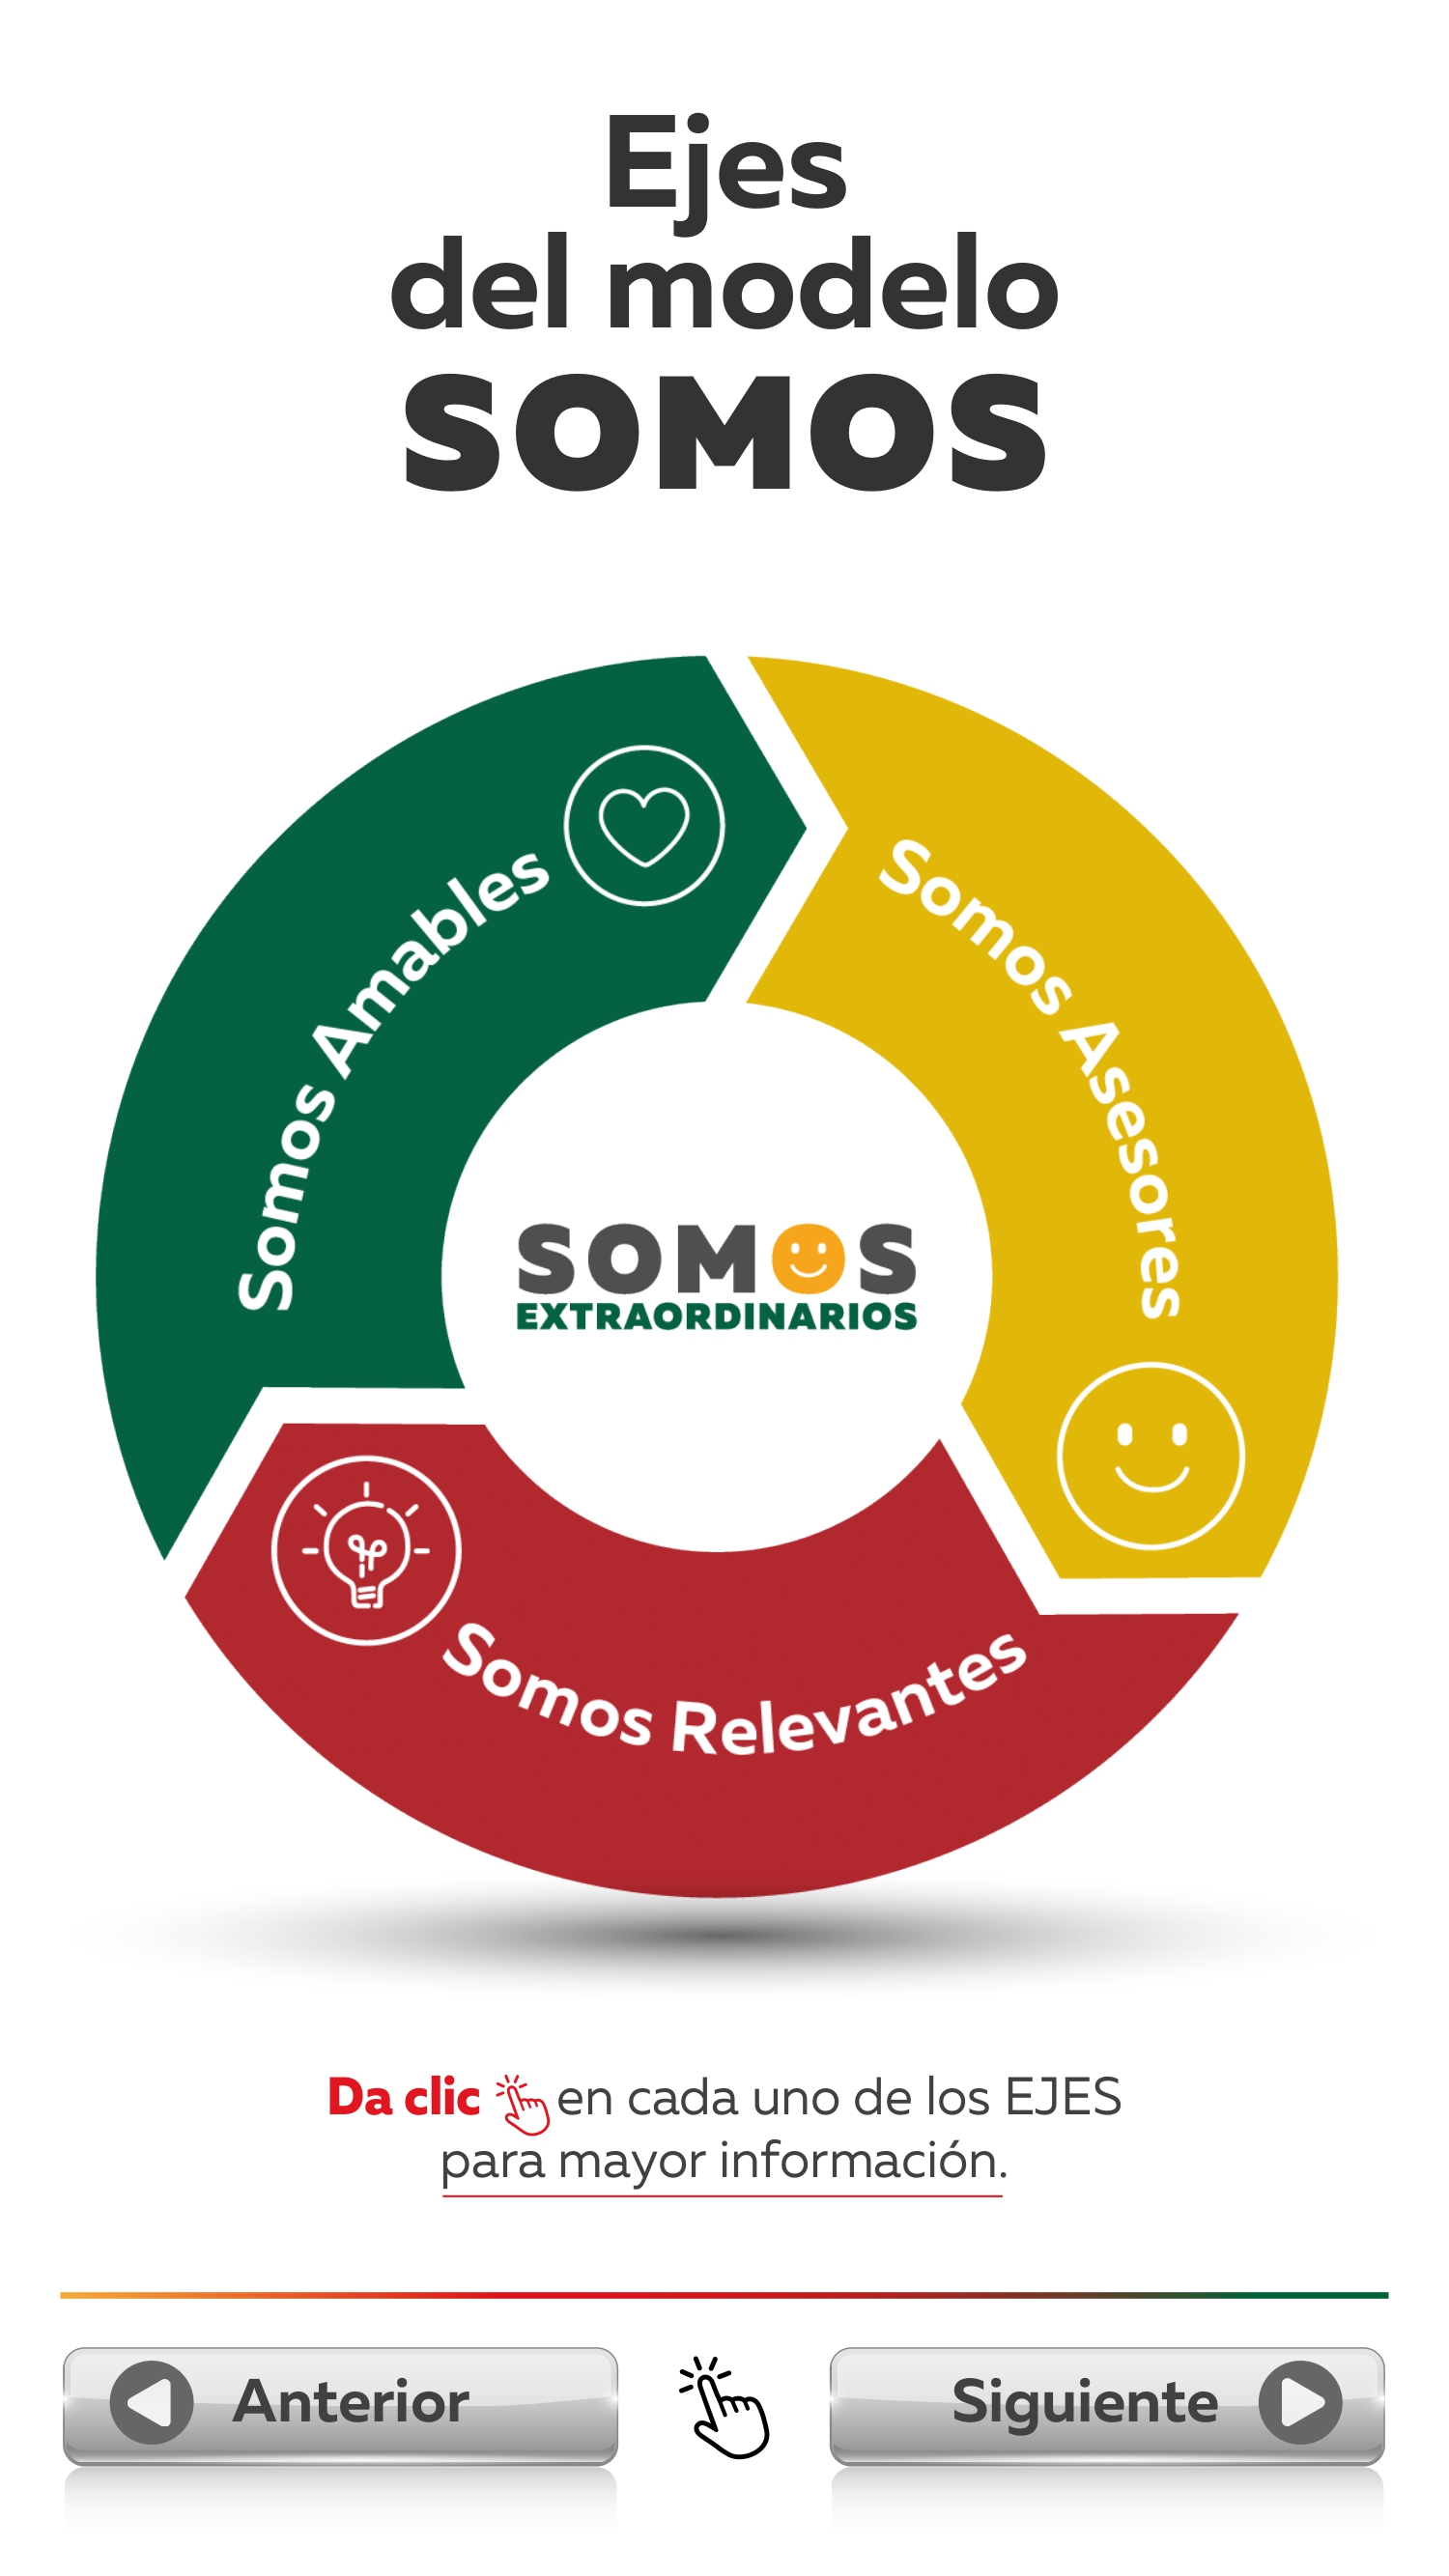 Ejes
del modelo
SOMOS
Somos Amables
Somos Asesores
SOMOS
EXTRAORDINARIOS
Somos Relevantes
Da clic en cada uno de los EJES
para mayor información.
Anterior
Siguiente